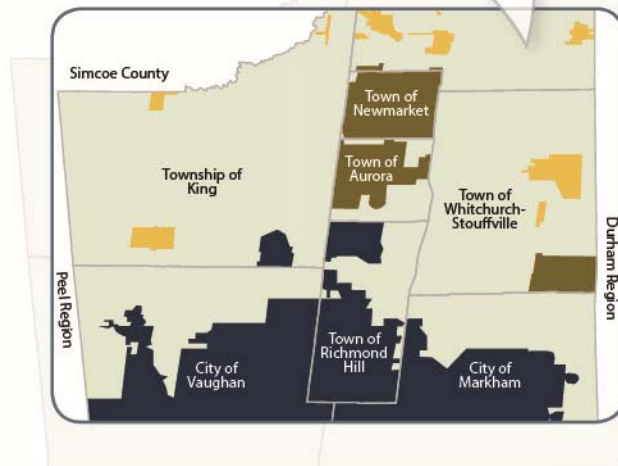 Simcoe County
Town of
Newmarket
Township of
King
Town of
Aurora
Town of
Whitchurch-
Stouffville
Durham Region
Peel Region
City of
Vaughan
Town of
Richmond
Hill
City of
Markham